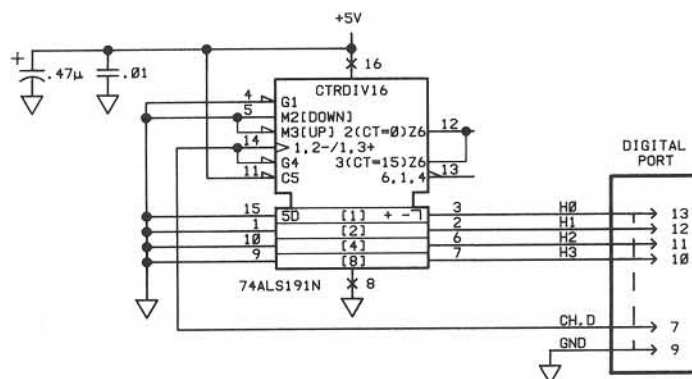 +5V
+
.47µ
.01
16
CTRDIV16
4
G1
5
M2[DOWN]
M3[UP] 2(CT=0)Z6
12
14
1,2-/1,3+
G4
3(CT=15)Z6
11
C5
6,1,4
13
DIGITAL
PORT
15
5D
[1]
+ -
3
H0
13
1
[2]
2
H1
12
10
[4]
6
H2
11
9
[8]
7
H3
10
74ALS191N
8
CH.D
7
GND
9